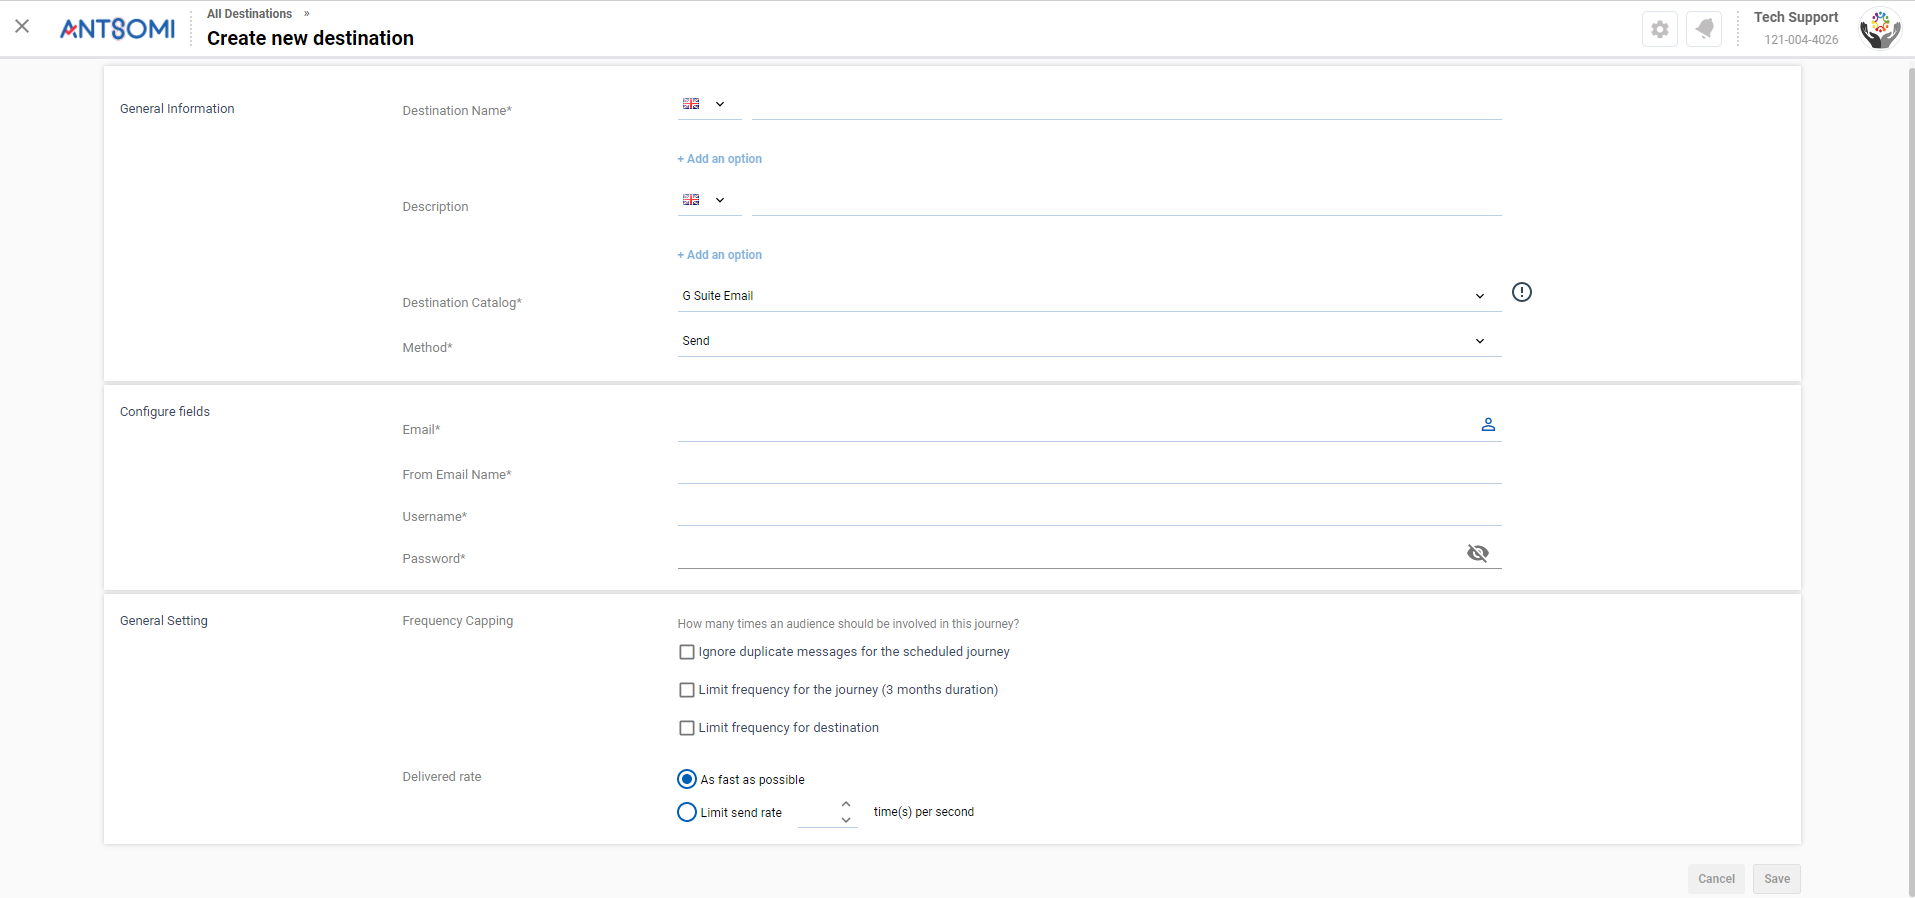 ANTSOMI
All Destinations »
Create new destination
Tech Support
121-004-4026
General Information
Destination Name*
+ Add an option
Description
+ Add an option
Destination Catalog*
G Suite Email
Method*
Send
Configure fields
Email*
From Email Name*
Username*
Password*
General Setting
Frequency Capping
How many times an audience should be involved in this journey?
Ignore duplicate messages for the scheduled journey
Limit frequency for the journey (3 months duration)
Limit frequency for destination
Delivered rate
As fast as possible
Limit send rate time(s) per second
Cancel Save